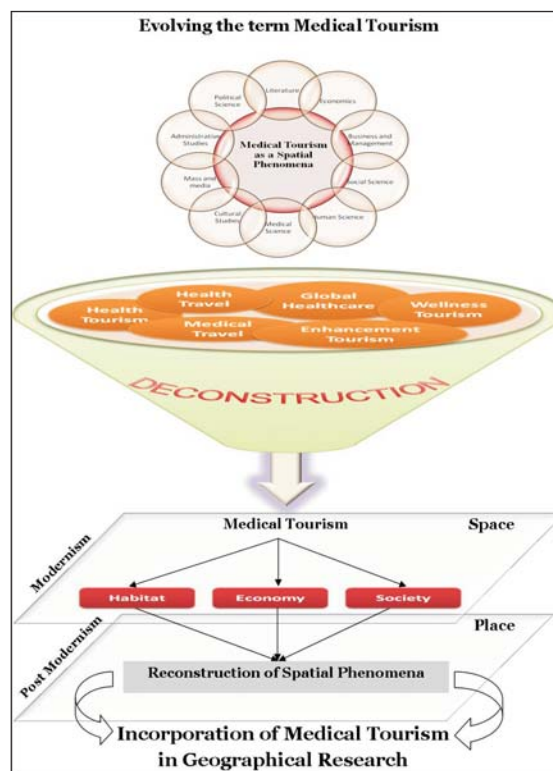 Evolving the term Medical Tourism
Literature
Political
Science
Economics
Administrative
Studies
Business and
Management
Medical Tourism
as a Spatial
Phenomena
Mass and
media
Social Science
Cultural
Studies
Medical
Science
Human Science
Health
Travel
Global
Healthcare
Wellness
Tourism
Health
Tourism
Medical
Travel
Enhancement
Tourism
DECONSTRUCTION
Medical Tourism
Space
Modernism
Habitat
Economy
Society
Place
Post Modernism
Reconstruction of Spatial Phenomena
Incorporation of Medical Tourism
in Geographical Research